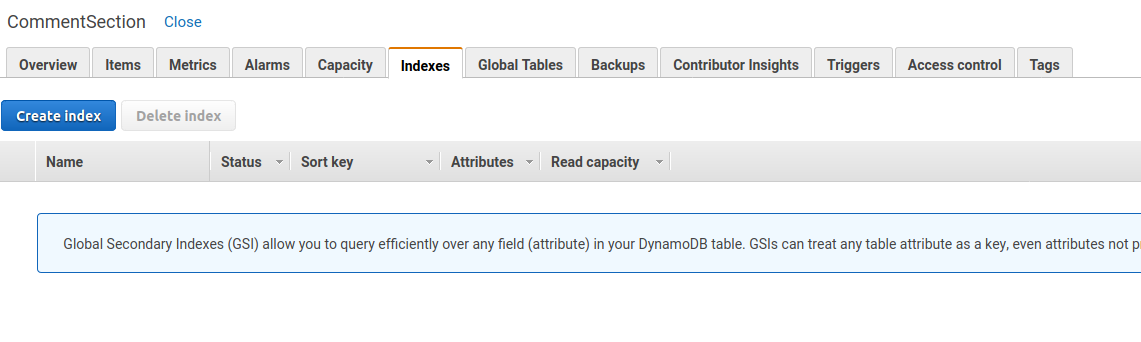 CommentSection Close
Overview Items Metrics Alarms Capacity Indexes Global Tables Backups Contributor Insights Triggers Access control Tags
Create index Delete index
Name Status Sort key Attributes Read capacity
Global Secondary Indexes (GSI) allow you to query efficiently over any field (attribute) in your DynamoDB table. GSIs can treat any table attribute as a key, even attributes not